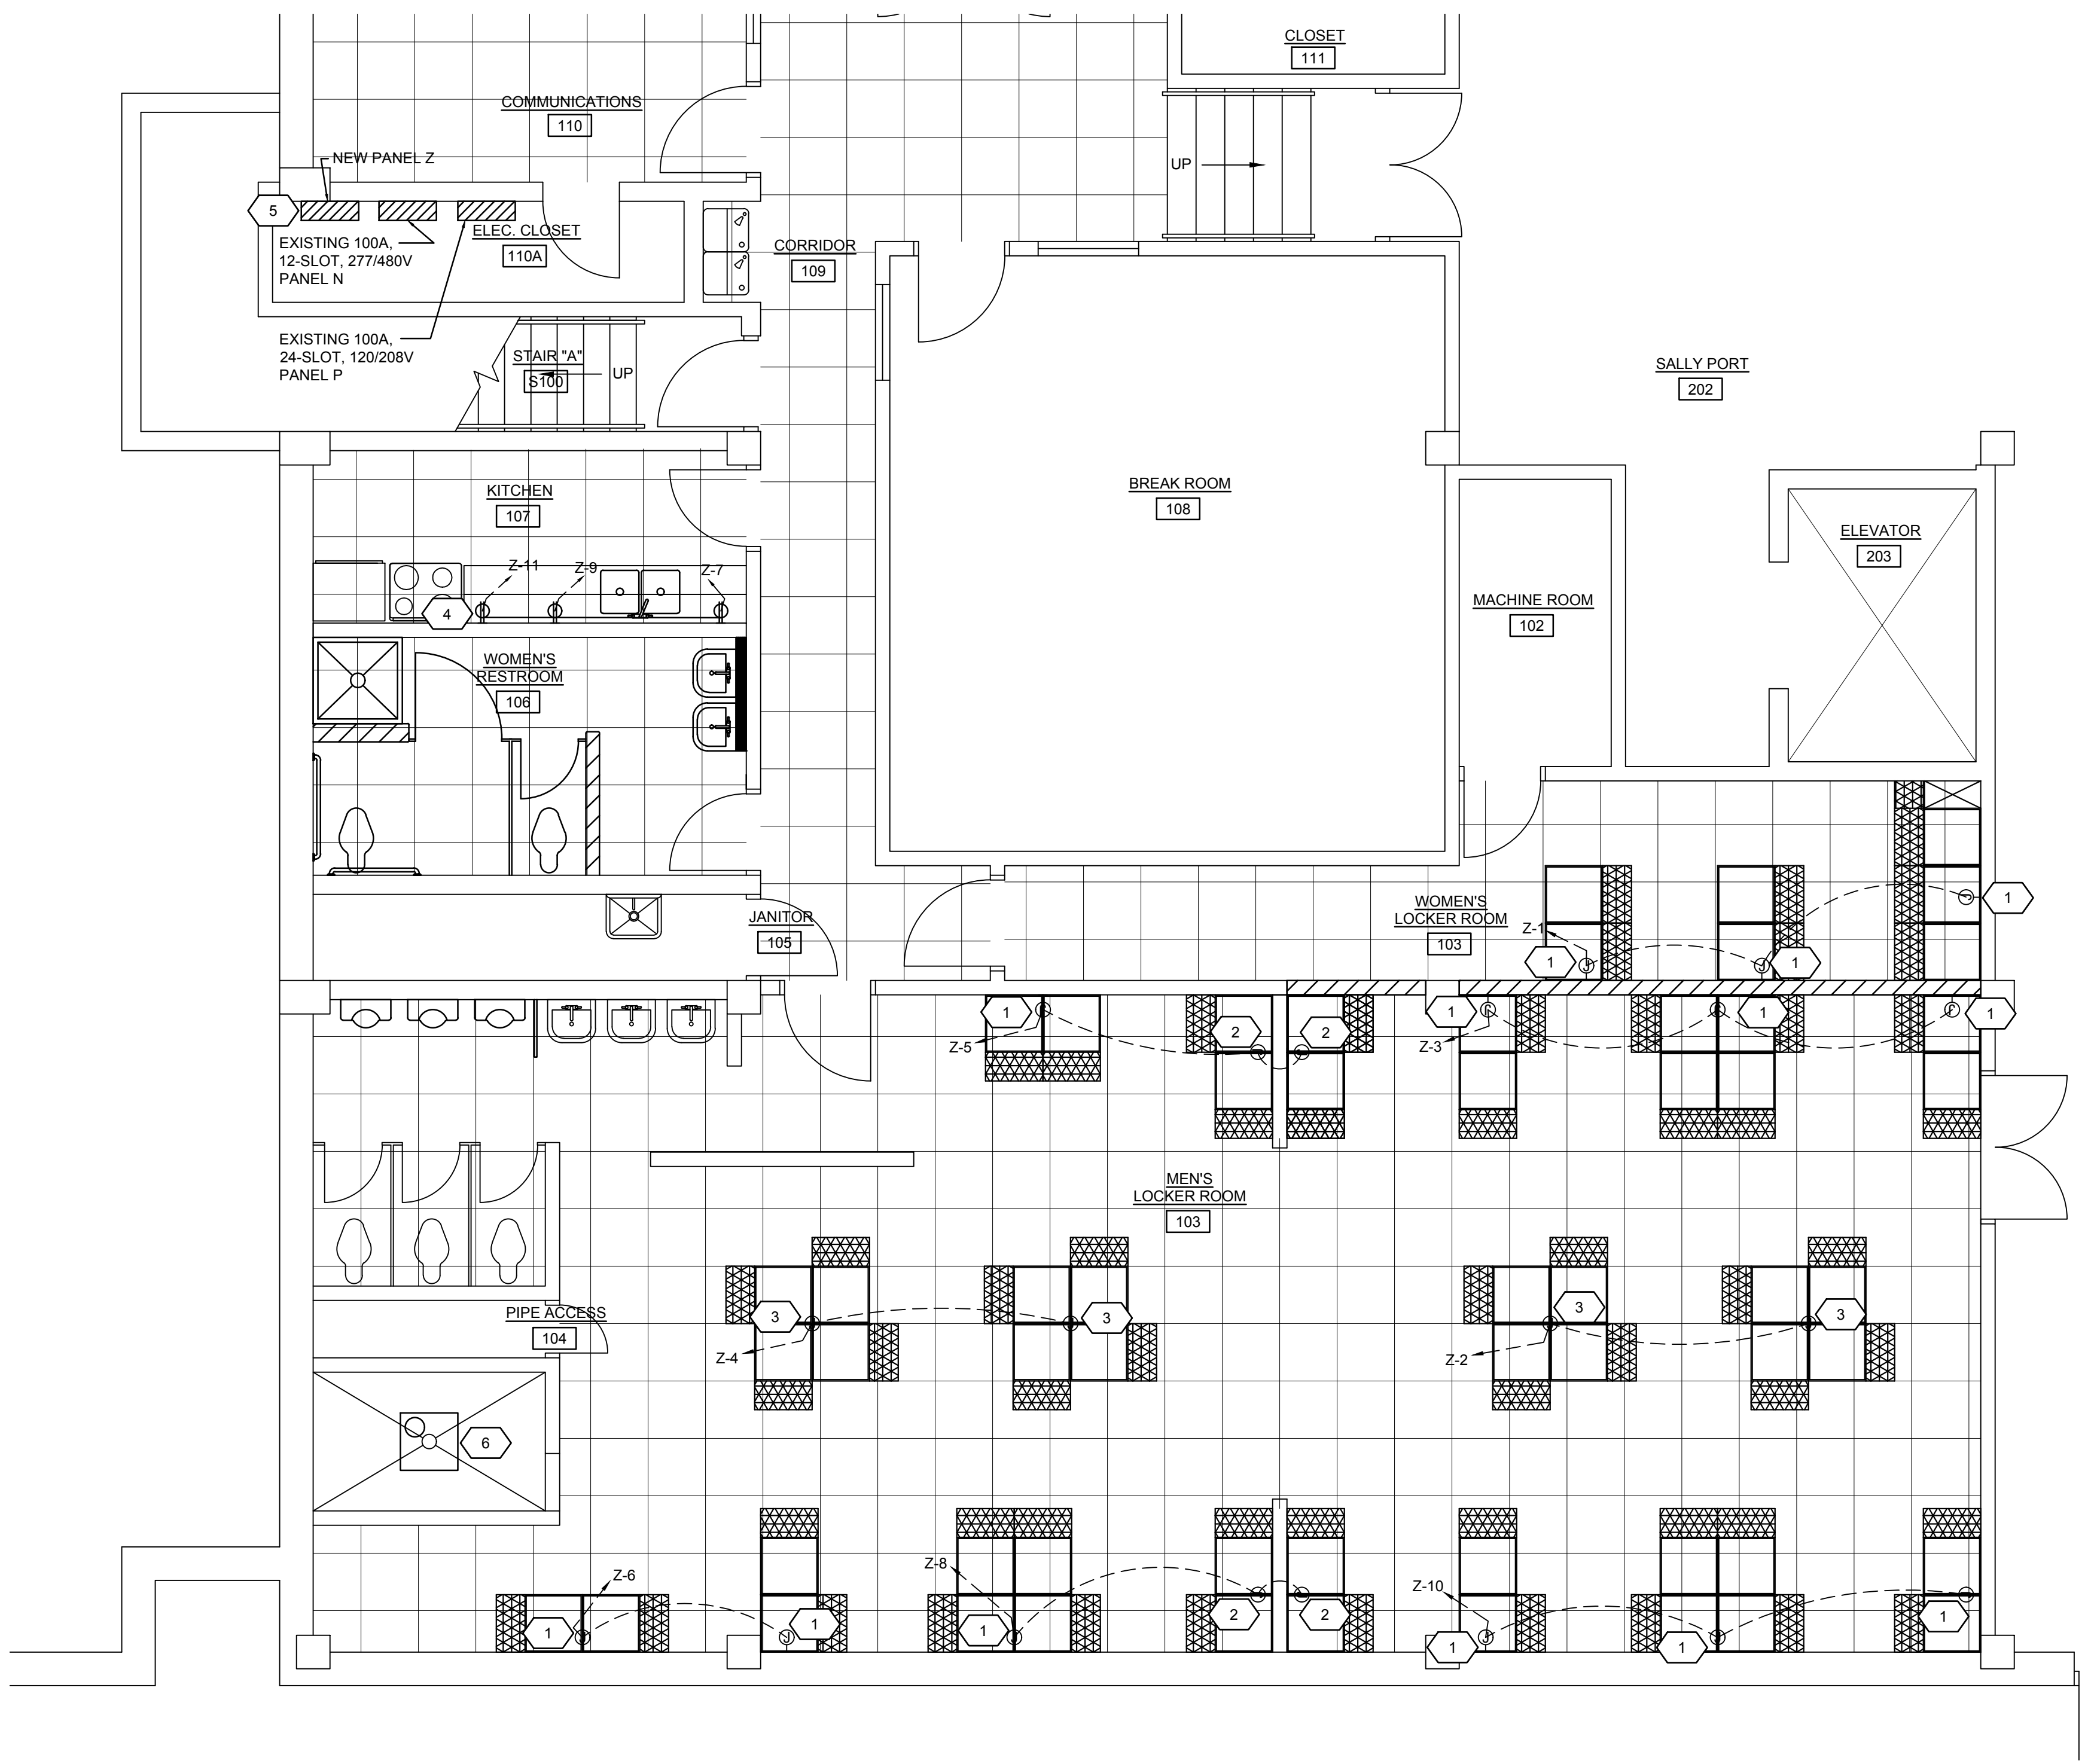 CLOSET
111
COMMUNICATIONS
110
NEW PANEL Z
UP
5
EXISTING 100A,
12-SLOT, 277/480V
PANEL N
ELEC. CLOSET
110A
CORRIDOR
109
EXISTING 100A,
24-SLOT, 120/208V
PANEL P
STAIR "A"
S100
UP
SALLY PORT
202
KITCHEN
107
BREAK ROOM
108
ELEVATOR
203
Z-11
Z-9
Z-7
4
MACHINE ROOM
102
WOMEN'S
RESTROOM
106
JANITOR
105
WOMEN'S
LOCKER ROOM
103
Z-1
1
J
1
J
1
J
1
Z-5
J
2
2
1
Z-3
J
1
J
1
J
MEN'S
LOCKER ROOM
103
PIPE ACCESS
104
3
Z-4
3
3
Z-2
3
6
Z-6
1
1
J
Z-8
1
2
2
Z-10
1
J
1
J
1